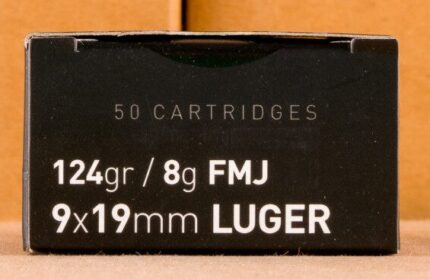 50 CARTRIDGES
124gr / 8g FMJ
9x19mm LUGER